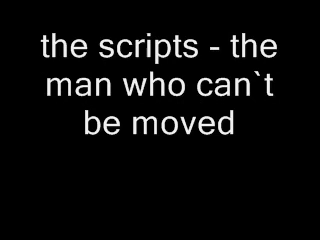 the scripts - the
man who can`t
be moved